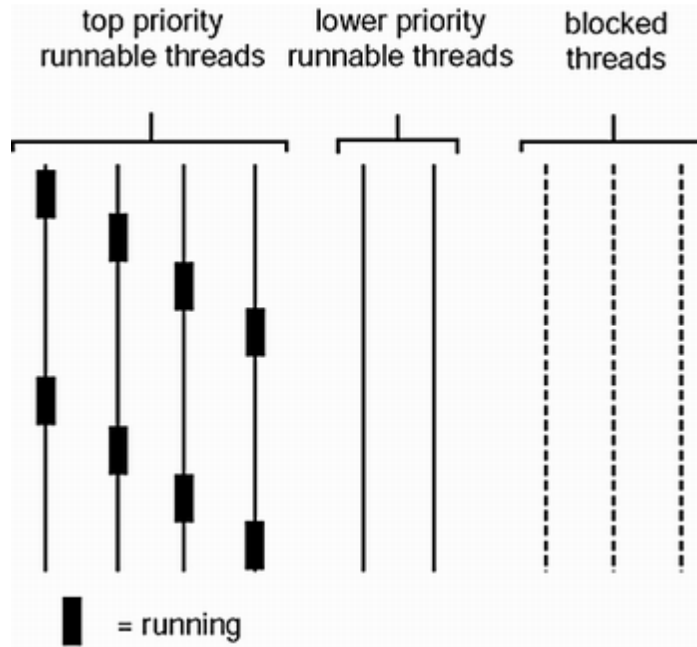 top priority
runnable threads
lower priority
runnable threads
blocked
threads
= running